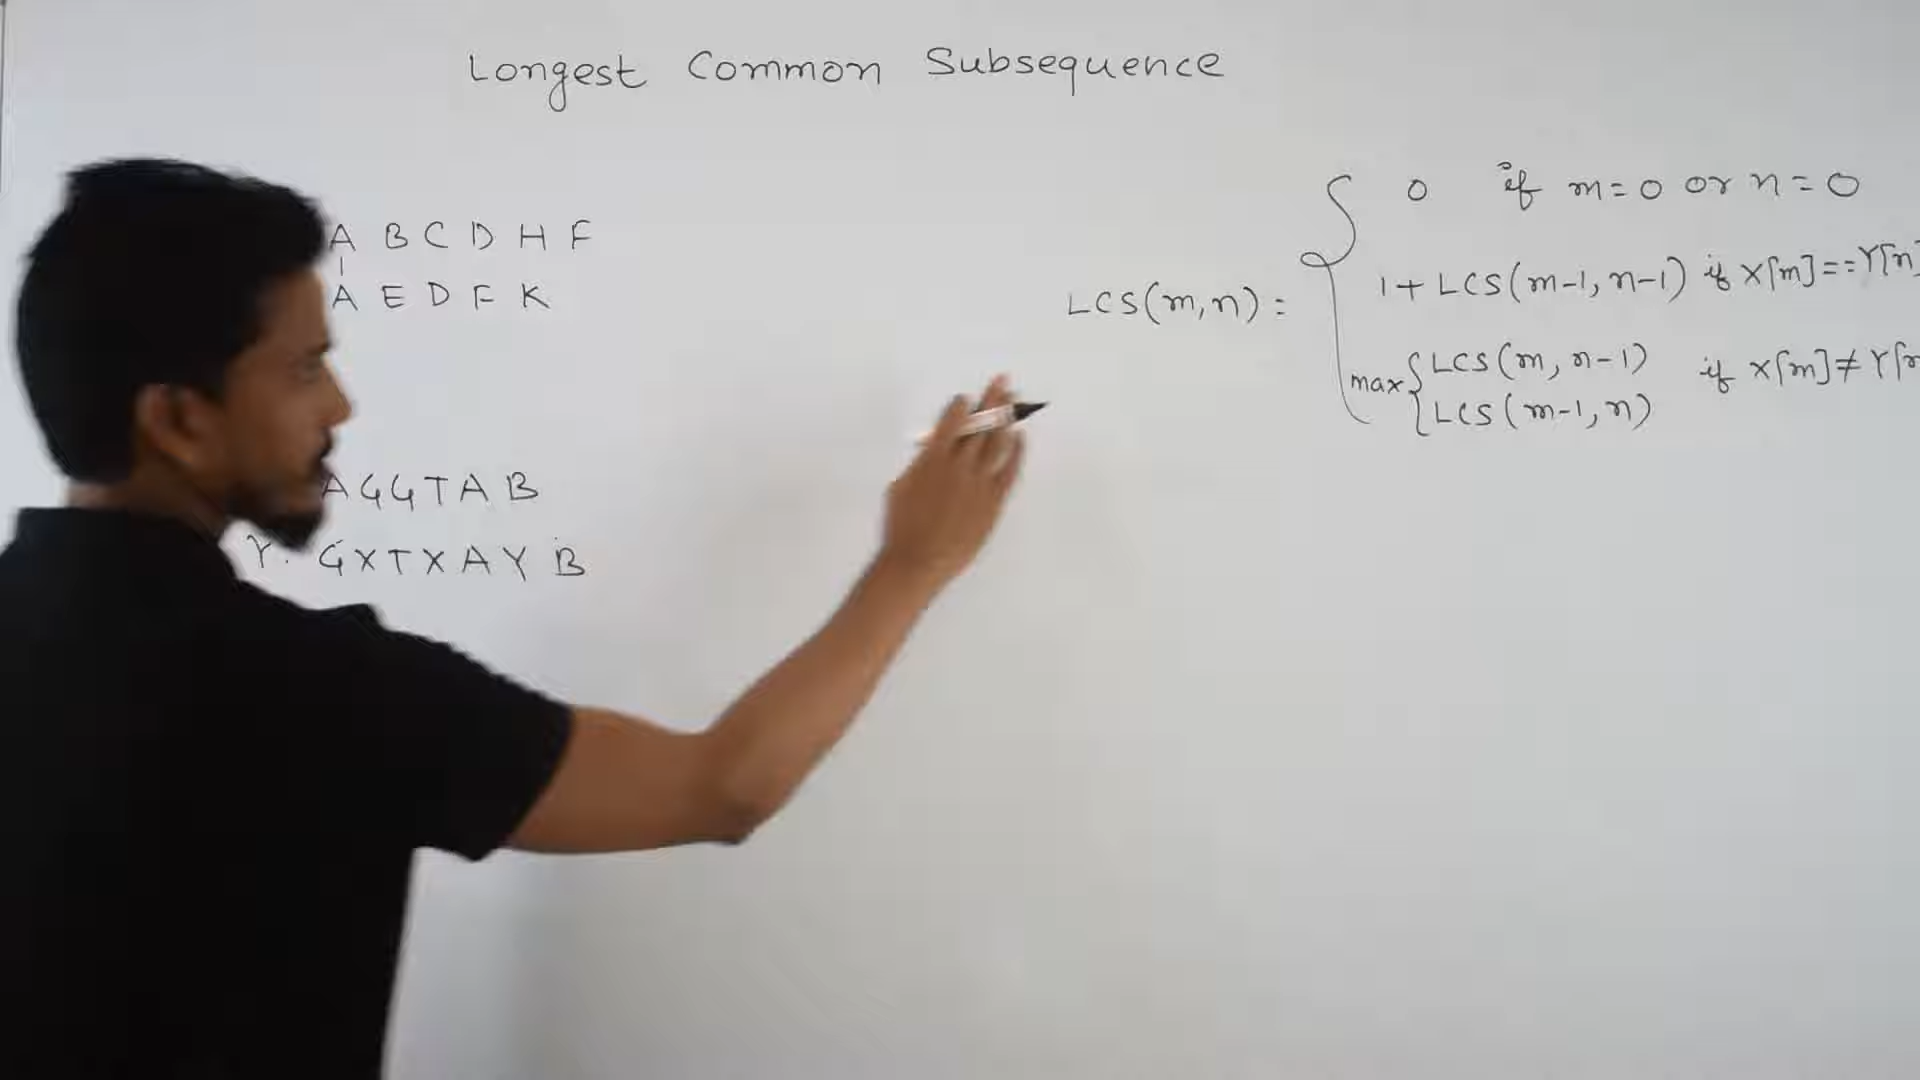 Longest Common Subsequence
A B C D H F
A E D F K
A G G T A B
Y. G X T X A Y B
LCS(m,n) =
0 if m=0 or n=0
1+ LCS(m-1, n-1) if X[m]==Y[n]
max { LCS(m, n-1) if X[m]≠Y[n
LCS(m-1, n)